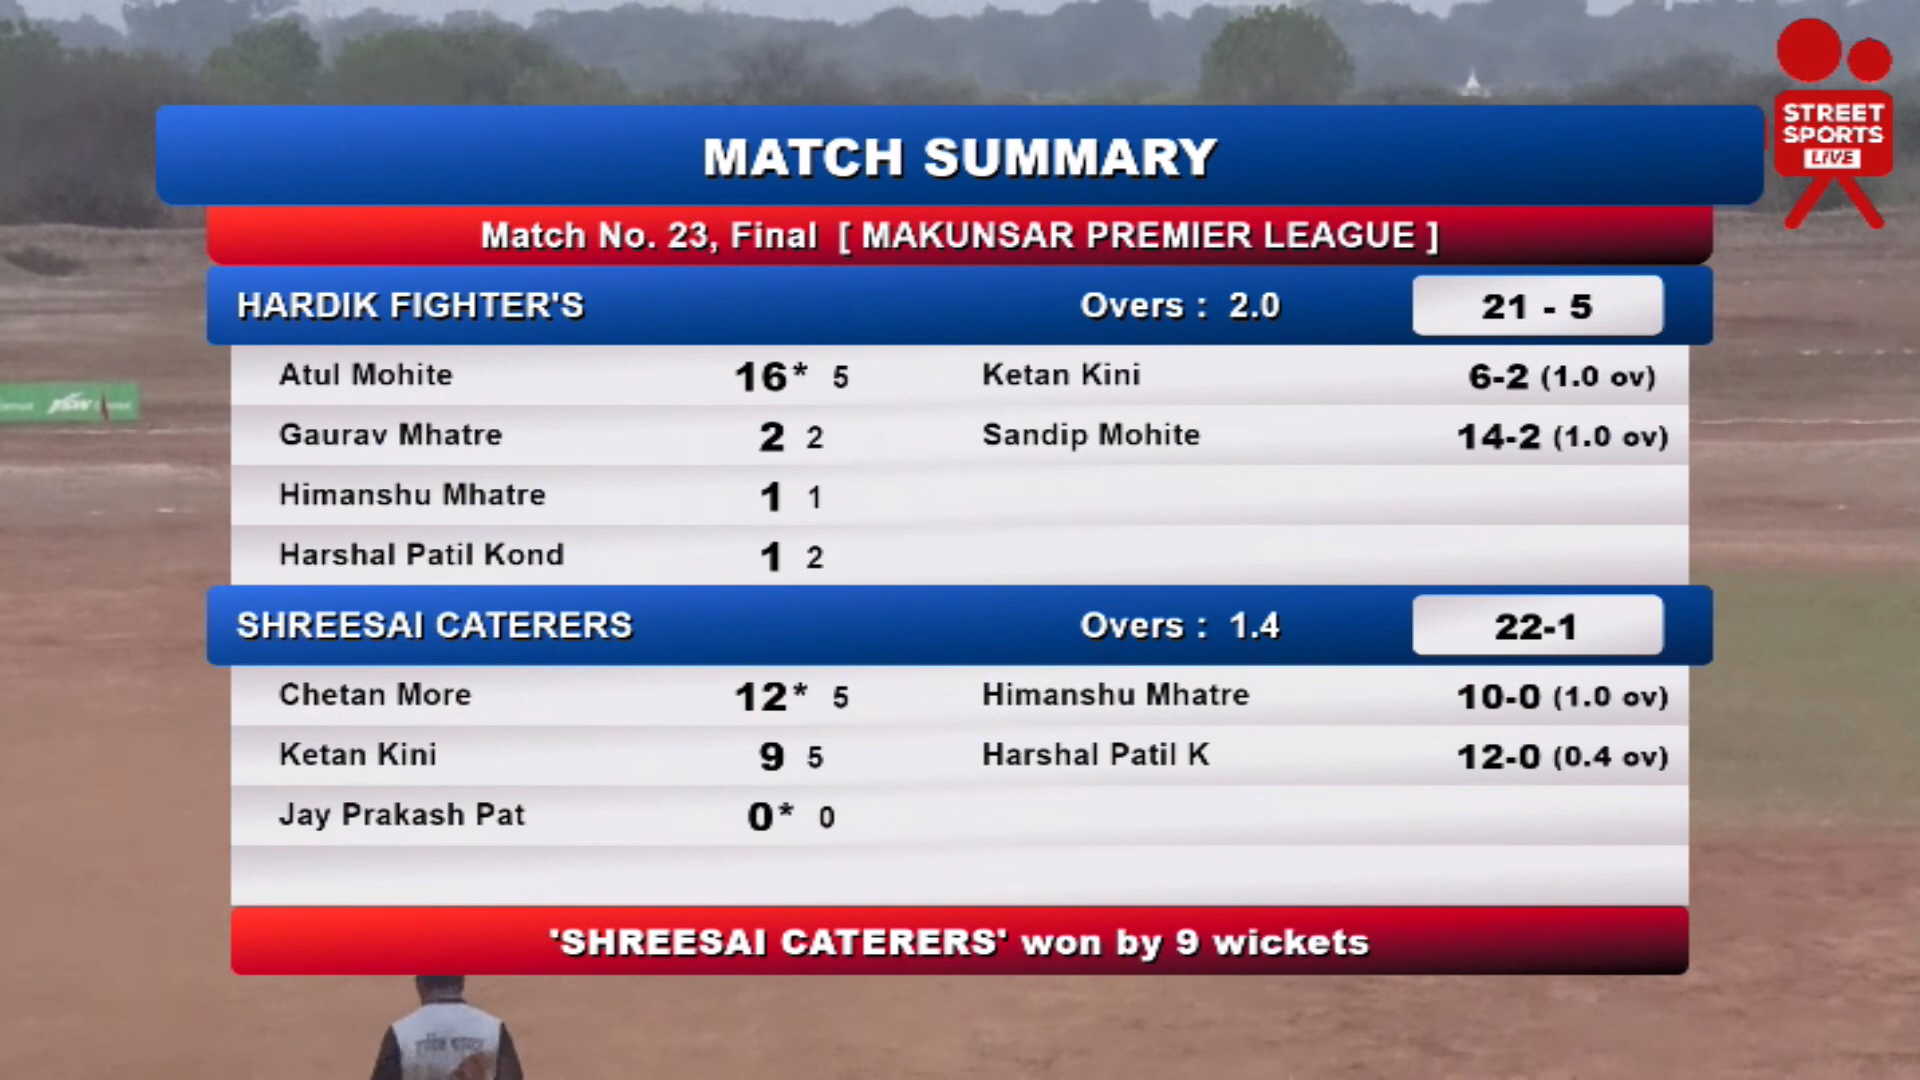 STREET
SPORTS
LIVE
MATCH SUMMARY
Match No. 23, Final [ MAKUNSAR PREMIER LEAGUE ]
HARDIK FIGHTER'S Overs : 2.0 21 - 5
Atul Mohite 16* 5 Ketan Kini 6-2 (1.0 ov)
Gaurav Mhatre 2 2 Sandip Mohite 14-2 (1.0 ov)
Himanshu Mhatre 1 1
Harshal Patil Kond 1 2
SHREESAI CATERERS Overs : 1.4 22-1
Chetan More 12* 5 Himanshu Mhatre 10-0 (1.0 ov)
Ketan Kini 9 5 Harshal Patil K 12-0 (0.4 ov)
Jay Prakash Pat 0* 0
'SHREESAI CATERERS' won by 9 wickets
JSW